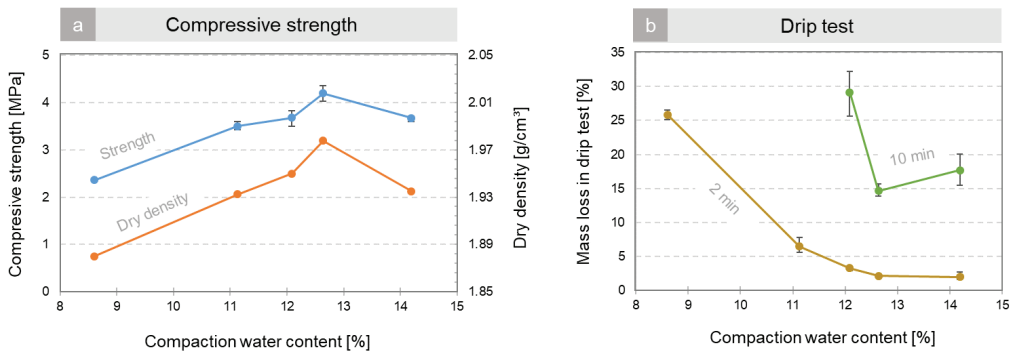 a
Compressive strength
5
4
3
2
1
0
Compresive strength [MPa]
2.05
2.01
1.97
1.93
1.89
1.85
Dry density [g/cm³]
Strength
Dry density
8
9
10
11
12
13
14
15
Compaction water content [%]
b
Drip test
35
30
25
20
15
10
5
0
Mass loss in drip test [%]
2 min
10 min
8
9
10
11
12
13
14
15
Compaction water content [%]